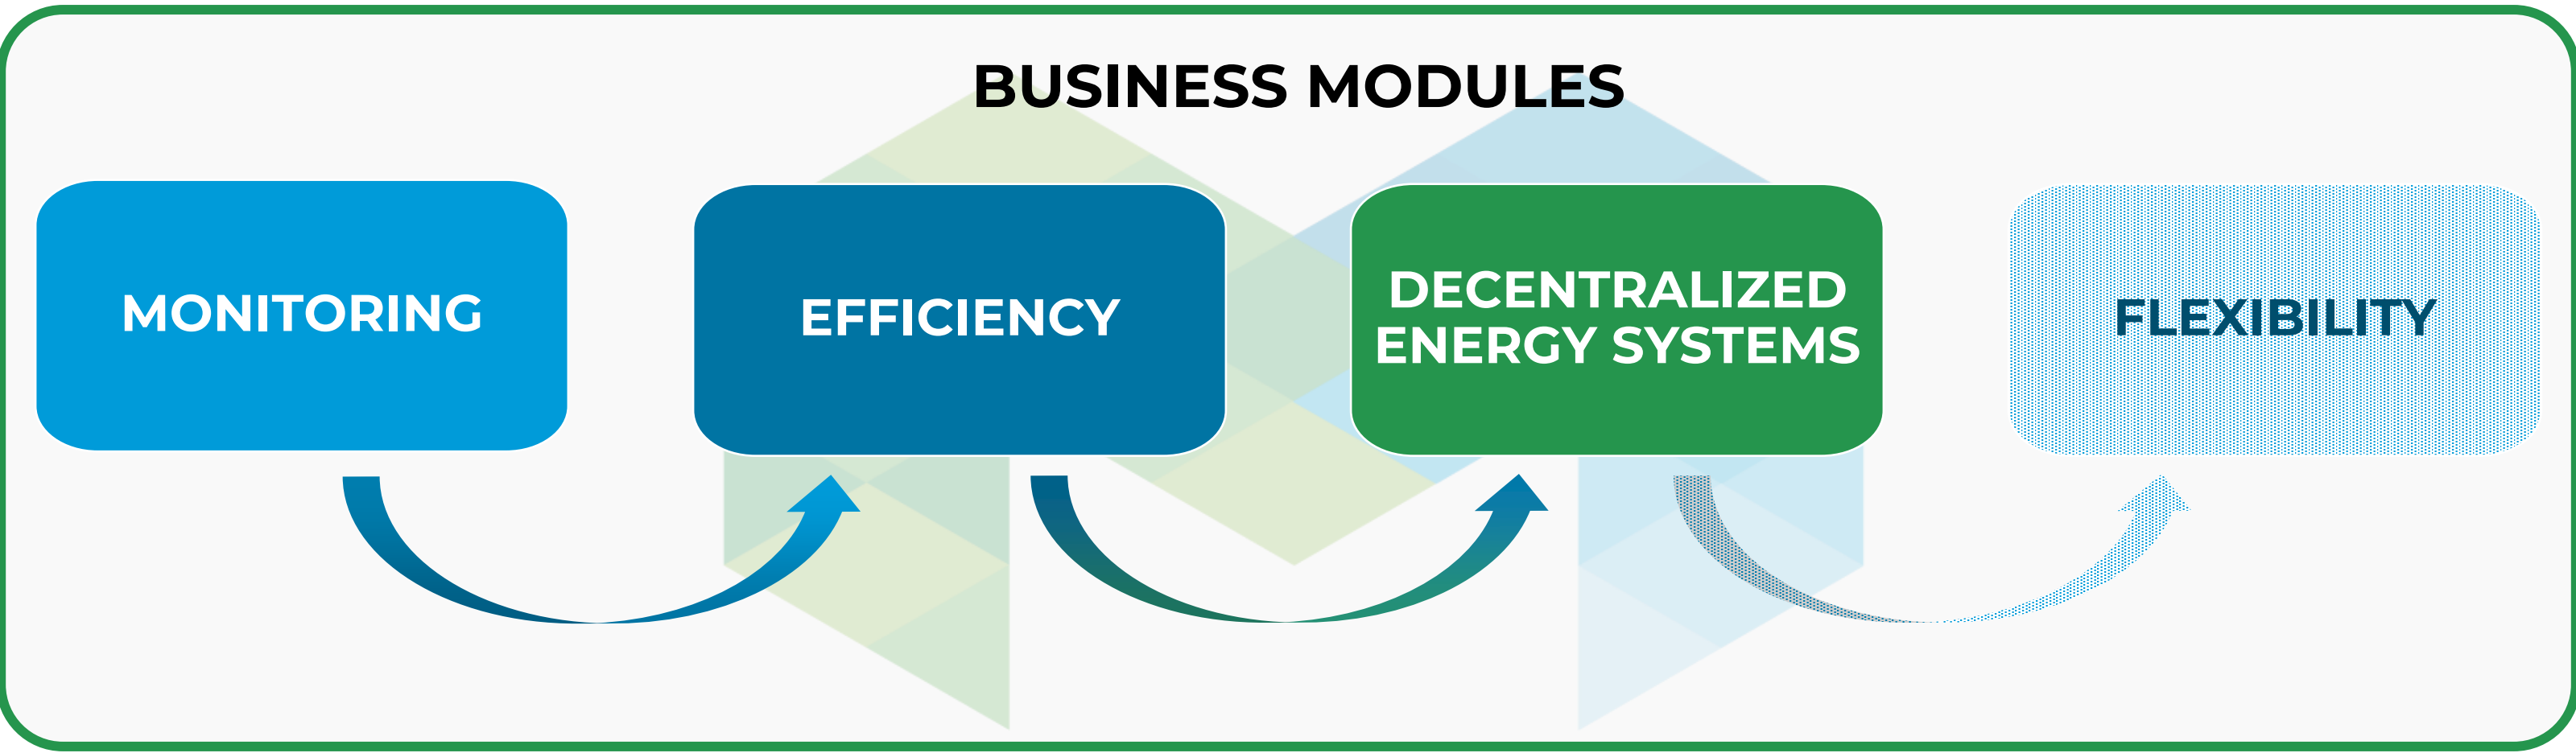 BUSINESS MODULES
MONITORING
EFFICIENCY
DECENTRALIZED
ENERGY SYSTEMS
FLEXIBILITY